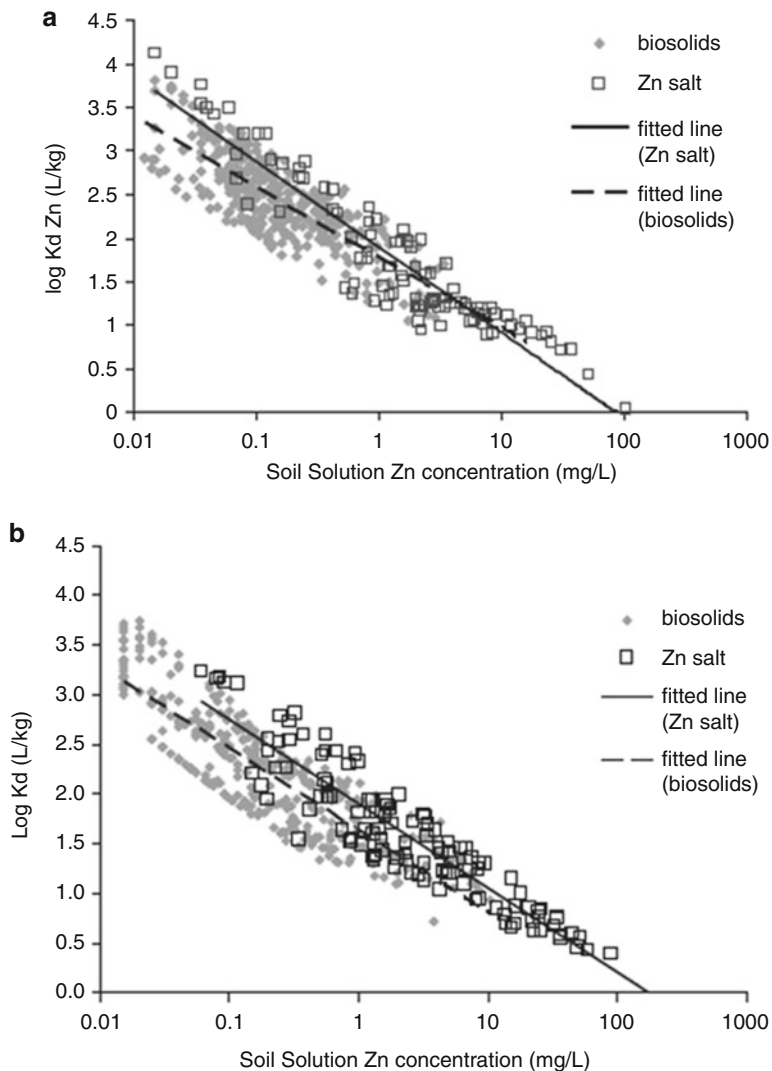 a
4.5
4
3.5
3
2.5
2
1.5
1
0.5
0
log Kd Zn (L/kg)
0.01 0.1 1 10 100 1000
Soil Solution Zn concentration (mg/L)
biosolids
Zn salt
fitted line
(Zn salt)
fitted line
(biosolids)
b
4.5
4.0
3.5
3.0
2.5
2.0
1.5
1.0
0.5
0.0
Log Kd (L/kg)
0.01 0.1 1 10 100 1000
Soil Solution Zn concentration (mg/L)
biosolids
Zn salt
fitted line
(Zn salt)
fitted line
(biosolids)